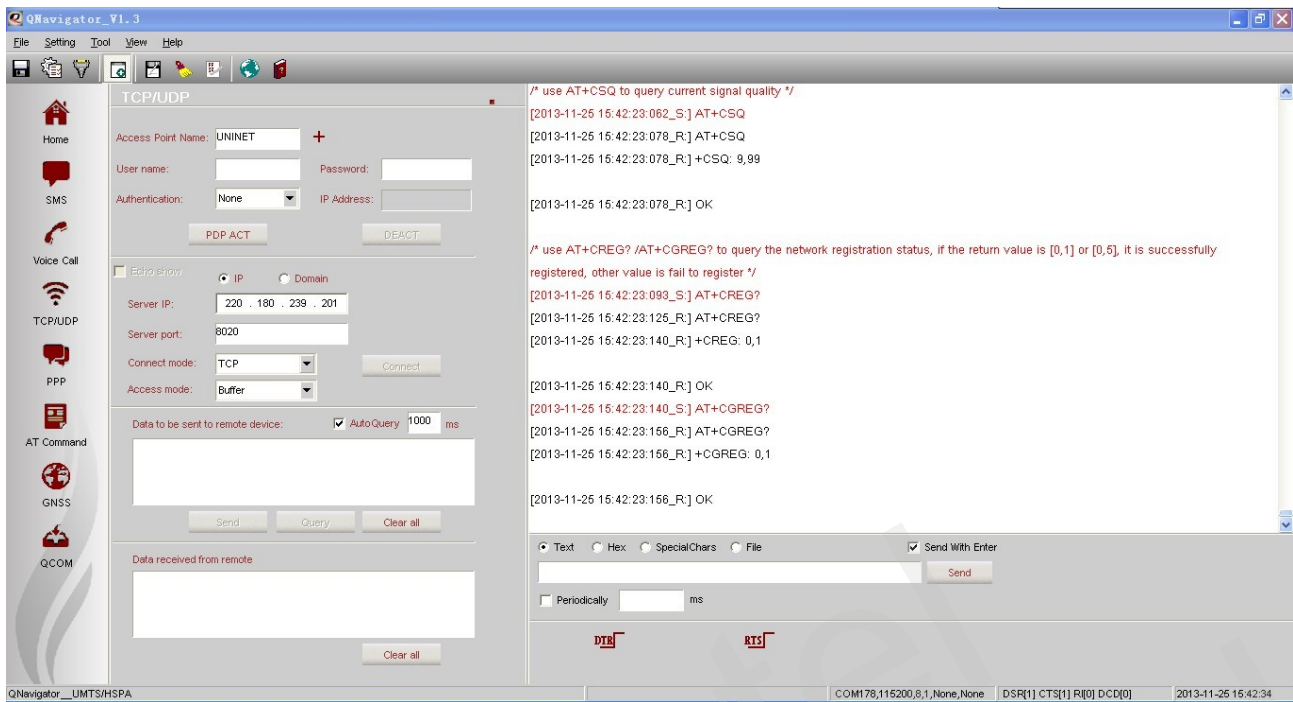 QNavigator_V1.3
File Setting Tool View Help
Home
SMS
Voice Call
TCP/UDP
PPP
AT Command
GNSS
QCOM
TCP/UDP
Access Point Name: UNINET +
User name: Password:
Authentication: None IP Address:
PDP ACT DEACT
Echo show IP Domain
Server IP: 220 . 180 . 239 . 201
Server port: 8020
Connect mode: TCP Connect
Access mode: Buffer
Data to be sent to remote device: AutoQuery 1000 ms
Send Query Clear all
Data received from remote
Clear all
/* use AT+CSQ to query current signal quality */
[2013-11-25 15:42:23:062_S:] AT+CSQ
[2013-11-25 15:42:23:078_R:] AT+CSQ
[2013-11-25 15:42:23:078_R:] +CSQ: 9,99
[2013-11-25 15:42:23:078_R:] OK
/* use AT+CREG? /AT+CGREG? to query the network registration status, if the return value is [0,1] or [0,5], it is successfully
registered, other value is fail to register */
[2013-11-25 15:42:23:093_S:] AT+CREG?
[2013-11-25 15:42:23:125_R:] AT+CREG?
[2013-11-25 15:42:23:140_R:] +CREG: 0,1
[2013-11-25 15:42:23:140_R:] OK
[2013-11-25 15:42:23:140_S:] AT+CGREG?
[2013-11-25 15:42:23:156_R:] AT+CGREG?
[2013-11-25 15:42:23:156_R:] +CGREG: 0,1
[2013-11-25 15:42:23:156_R:] OK
Text Hex SpecialChars File Send With Enter
Send
Periodically ms
DTR RTS
QNavigator__UMTS/HSPA COM178,115200,8,1,None,None DSR[1] CTS[1] RI[0] DCD[0] 2013-11-25 15:42:34